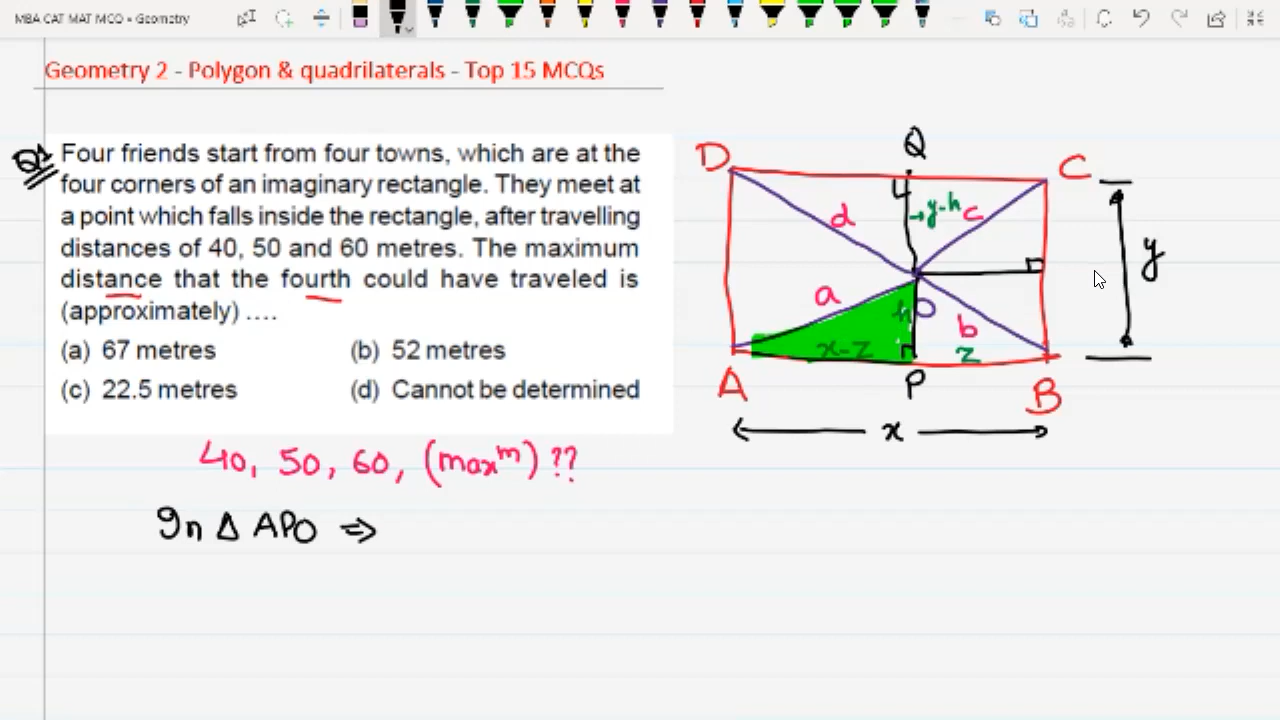 MBA CAT MAT MCQ » Geometry
Geometry 2 - Polygon & quadrilaterals - Top 15 MCQs
Q1
Four friends start from four towns, which are at the
four corners of an imaginary rectangle. They meet at
a point which falls inside the rectangle, after travelling
distances of 40, 50 and 60 metres. The maximum
distance that the fourth could have traveled is
(approximately) ....
(a) 67 metres (b) 52 metres
(c) 22.5 metres (d) Cannot be determined
40, 50, 60, (maxᵐ) ??
In Δ APO ⇒
Q
D C
d y-h c
y
a h O b
x-z z
A P B
x